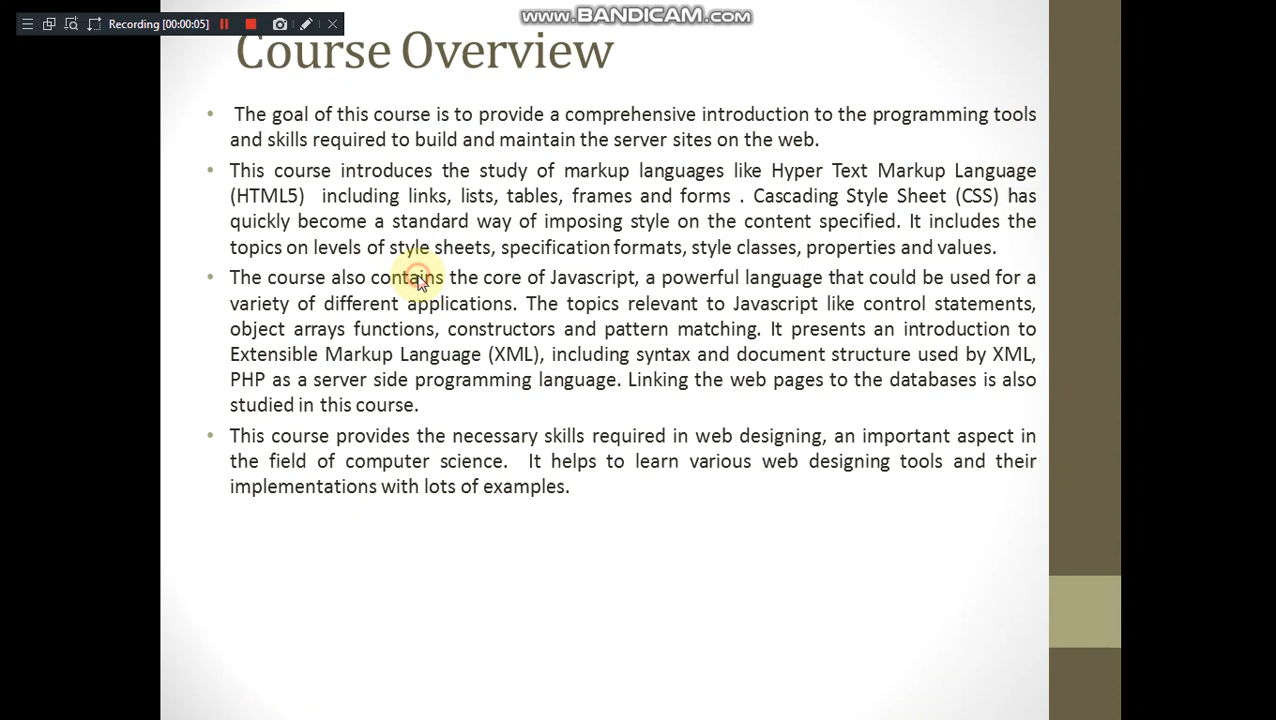 www.BANDICAM.com
Recording [00:00:05]
Course Overview
• The goal of this course is to provide a comprehensive introduction to the programming tools
and skills required to build and maintain the server sites on the web.
• This course introduces the study of markup languages like Hyper Text Markup Language
(HTML5) including links, lists, tables, frames and forms . Cascading Style Sheet (CSS) has
quickly become a standard way of imposing style on the content specified. It includes the
topics on levels of style sheets, specification formats, style classes, properties and values.
• The course also contains the core of Javascript, a powerful language that could be used for a
variety of different applications. The topics relevant to Javascript like control statements,
object arrays functions, constructors and pattern matching. It presents an introduction to
Extensible Markup Language (XML), including syntax and document structure used by XML,
PHP as a server side programming language. Linking the web pages to the databases is also
studied in this course.
• This course provides the necessary skills required in web designing, an important aspect in
the field of computer science. It helps to learn various web designing tools and their
implementations with lots of examples.